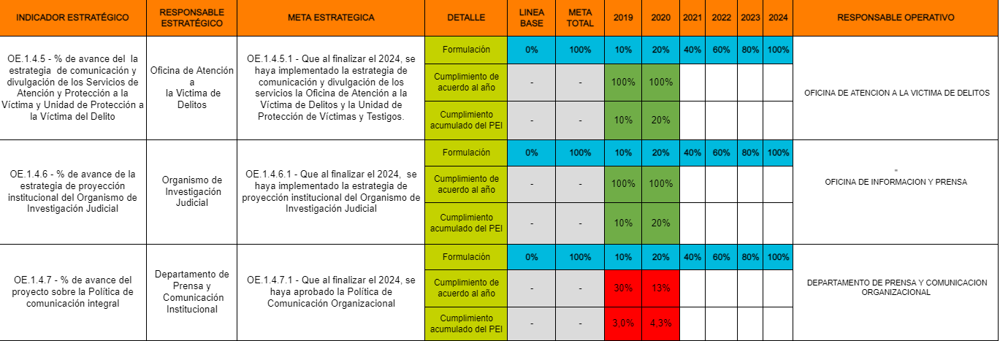 INDICADOR ESTRATÉGICO
RESPONSABLE
ESTRATÉGICO
META ESTRATEGICA
DETALLE
LINEA
BASE
META
TOTAL
2019
2020
2021
2022
2023
2024
RESPONSABLE OPERATIVO
OE.1.4.5 - % de avance del  la
estrategia  de comunicación y
divulgación de los Servicios de
Atención y Protección a la
Víctima y Unidad de Protección a
la Víctima del Delito
Oficina de Atención
a
la Victima de
Delitos
OE.1.4.5.1 - Que al finalizar el 2024, se
haya implementado la estrategia de
comunicación y divulgación de los
servicios la Oficina de Atención a la
Víctima de Delitos y la Unidad de
Protección de Víctimas y Testigos.
Formulación
0%
100%
10%
20%
40%
60%
80%
100%
Cumplimiento de
acuerdo al año
-
-
100%
100%
Cumplimiento
acumulado del PEI
-
-
10%
20%
OFICINA DE ATENCION A LA VICTIMA DE DELITOS
OE.1.4.6 - % de avance de la
estrategia de proyección
institucional del Organismo de
Investigación Judicial
Organismo de
Investigación
Judicial
OE.1.4.6.1 - Que al finalizar el 2024,  se
haya implementado la estrategia de
proyección institucional del Organismo de
Investigación Judicial
Formulación
0%
100%
10%
20%
40%
60%
80%
100%
Cumplimiento de
acuerdo al año
-
-
100%
100%
Cumplimiento
acumulado del PEI
-
-
10%
20%
"
OFICINA DE INFORMACION Y PRENSA
OE.1.4.7 - % de avance del
proyecto sobre la Política de
comunicación integral
Departamento de
Prensa y
Comunicación
Institucional
OE.1.4.7.1 - Que al finalizar el 2024, se
haya aprobado la Política de
Comunicación Organizacional
Formulación
0%
100%
10%
20%
40%
60%
80%
100%
Cumplimiento de
acuerdo al año
-
-
30%
13%
Cumplimiento
acumulado del PEI
-
-
3,0%
4,3%
DEPARTAMENTO DE PRENSA Y COMUNICACION
ORGANIZACIONAL